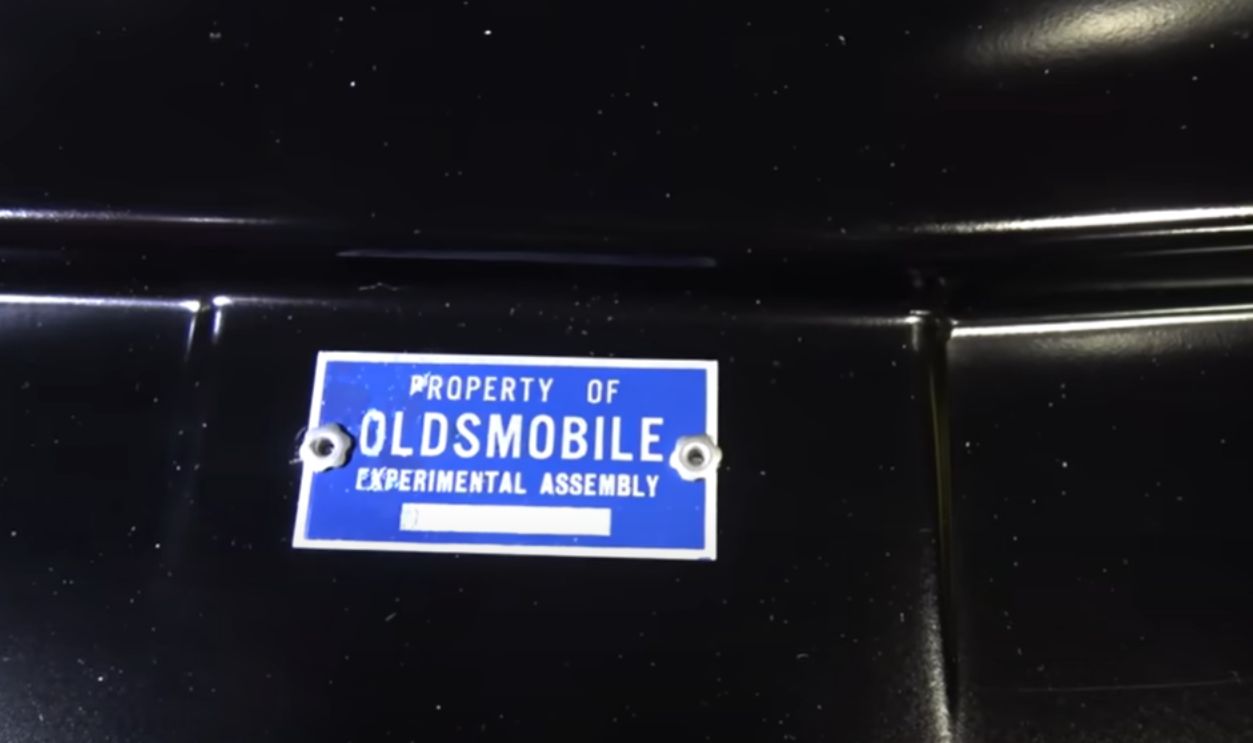 PROPERTY OF
OLDSMOBILE
EXPERIMENTAL ASSEMBLY